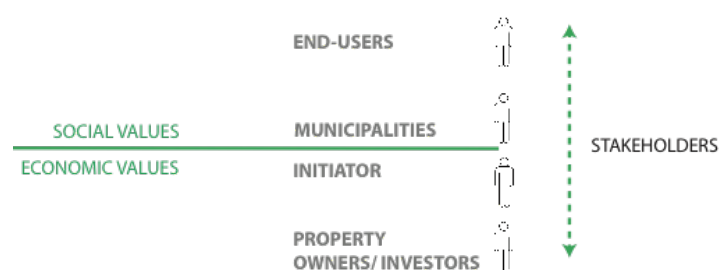 END-USERS
SOCIAL VALUES
MUNICIPALITIES
STAKEHOLDERS
ECONOMIC VALUES
INITIATOR
PROPERTY
OWNERS/ INVESTORS